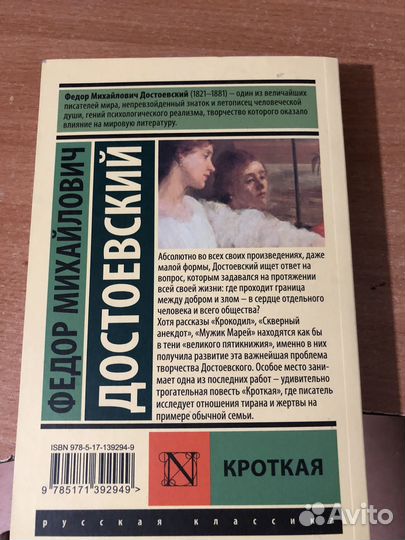 Федор Михайлович Достоевский (1821–1881) – один из величайших
писателей мира, непревзойденный знаток и летописец человеческой
души, гений психологического реализма, творчество которого оказало
влияние на мировую литературу.
ФЕДОР МИХАЙЛОВИЧ
ДОСТОЕВСКИЙ
Абсолютно во всех своих произведениях, даже
малой формы, Достоевский ищет ответ на
вопрос, которым задавался на протяжении
всей своей жизни: где проходит граница
между добром и злом – в сердце отдельного
человека и всего общества?
Хотя рассказы «Крокодил», «Скверный
анекдот», «Мужик Марей» находятся как бы
в тени «великого пятикнижия», именно в них
получила развитие эта важнейшая проблема
творчества Достоевского. Особое место зани-
мает одна из последних работ – удивительно
трогательная повесть «Кроткая», где писатель
исследует отношения тирана и жертвы на
примере обычной семьи.
ISBN 978-5-17-139294-9
9 785171 392949 >
N
КРОТКАЯ
русская классик
Avito